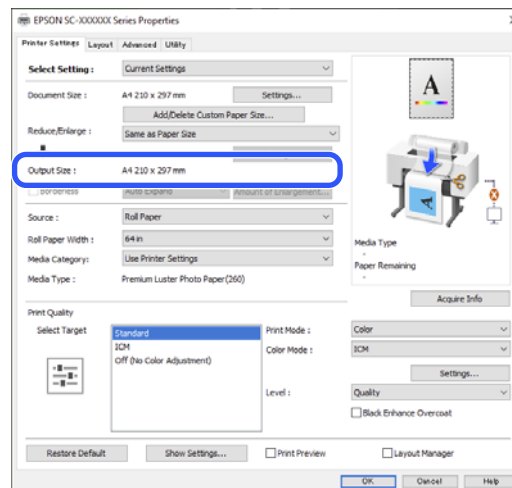 EPSON SC-XXXXXX Series Properties
Printer Settings Layout Advanced Utility
Select Setting : Current Settings
Document Size : A4 210 x 297 mm Settings...
Add/Delete Custom Paper Size...
Reduce/Enlarge : Same as Paper Size
Output Size : A4 210 x 297 mm
Borderless Auto Expand Amount of Enlargement...
Source : Roll Paper
Roll Paper Width : 64 in
Media Category: Use Printer Settings
Media Type : Premium Luster Photo Paper(260)
A
Media Type
-
Paper Remaining
-
Acquire Info
Print Quality
Select Target
Standard
ICM
Off (No Color Adjustment)
Print Mode : Color
Color Mode : ICM
Settings...
Level : Quality
Black Enhance Overcoat
Restore Default Show Settings... Print Preview Layout Manager
OK Cancel Help